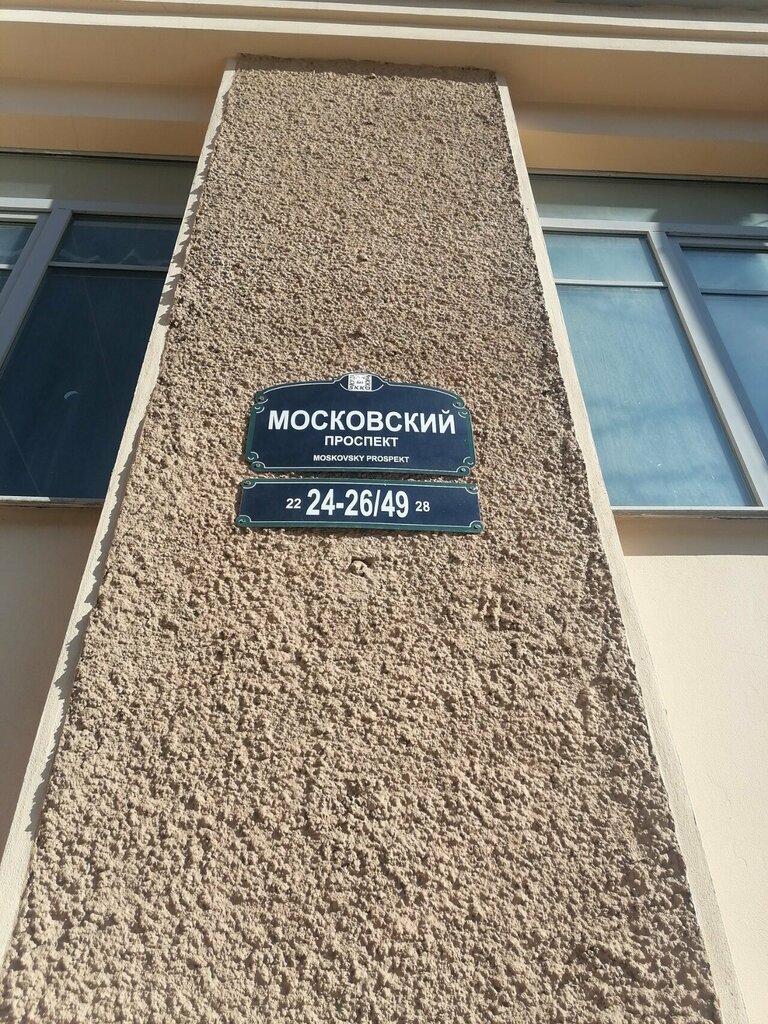 МОСКОВСКИЙ
ПРОСПЕКТ
MOSKOVSKY PROSPEKT
22 24-26/49 28